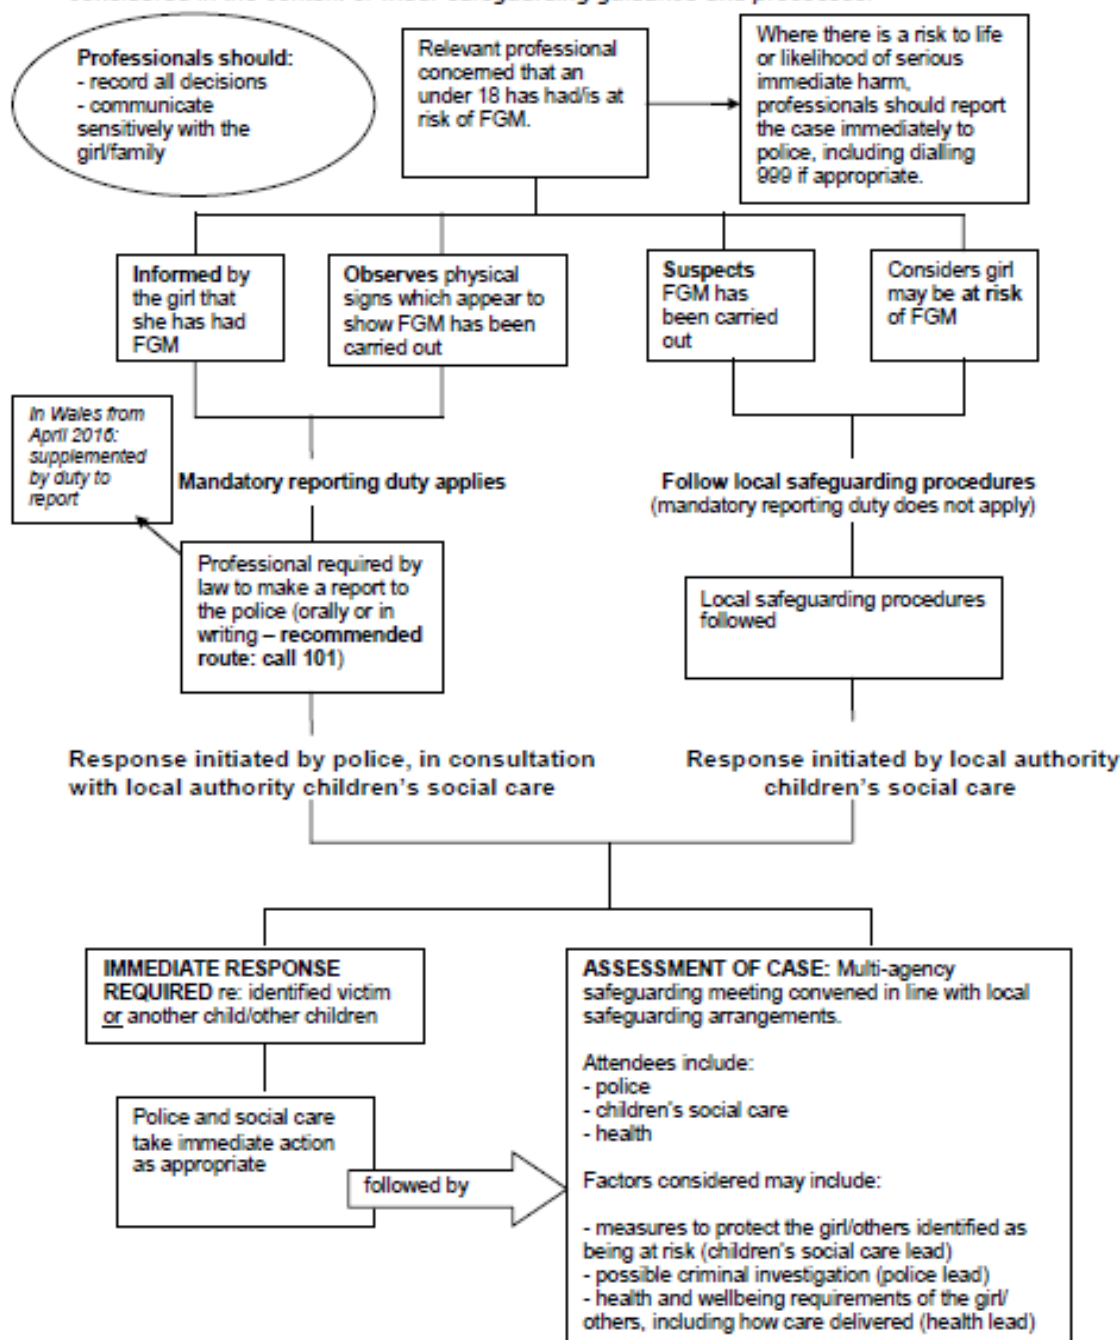 Professionals should:
- record all decisions
- communicate
sensitively with the
girl/family
Relevant professional
concerned that an
under 18 has had/is at
risk of FGM.
Where there is a risk to life
or likelihood of serious
immediate harm,
professionals should report
the case immediately to
police, including dialling
999 if appropriate.
Informed by
the girl that
she has had
FGM
Observes physical
signs which appear to
show FGM has been
carried out
Suspects
FGM has
been carried
out
Considers girl
may be at risk
of FGM
In Wales from
April 2016:
supplemented
by duty to
report
Mandatory reporting duty applies
Follow local safeguarding procedures
(mandatory reporting duty does not apply)
Professional required by
law to make a report to
the police (orally or in
writing – recommended
route: call 101)
Local safeguarding procedures
followed
Response initiated by police, in consultation
with local authority children's social care
Response initiated by local authority
children's social care
IMMEDIATE RESPONSE
REQUIRED re: identified victim
or another child/other children
Police and social care
take immediate action
as appropriate
followed by
ASSESSMENT OF CASE: Multi-agency
safeguarding meeting convened in line with local
safeguarding arrangements.
Attendees include:
- police
- children's social care
- health
Factors considered may include:
- measures to protect the girl/others identified as
being at risk (children's social care lead)
- possible criminal investigation (police lead)
- health and wellbeing requirements of the girl/
others, including how care delivered (health lead)